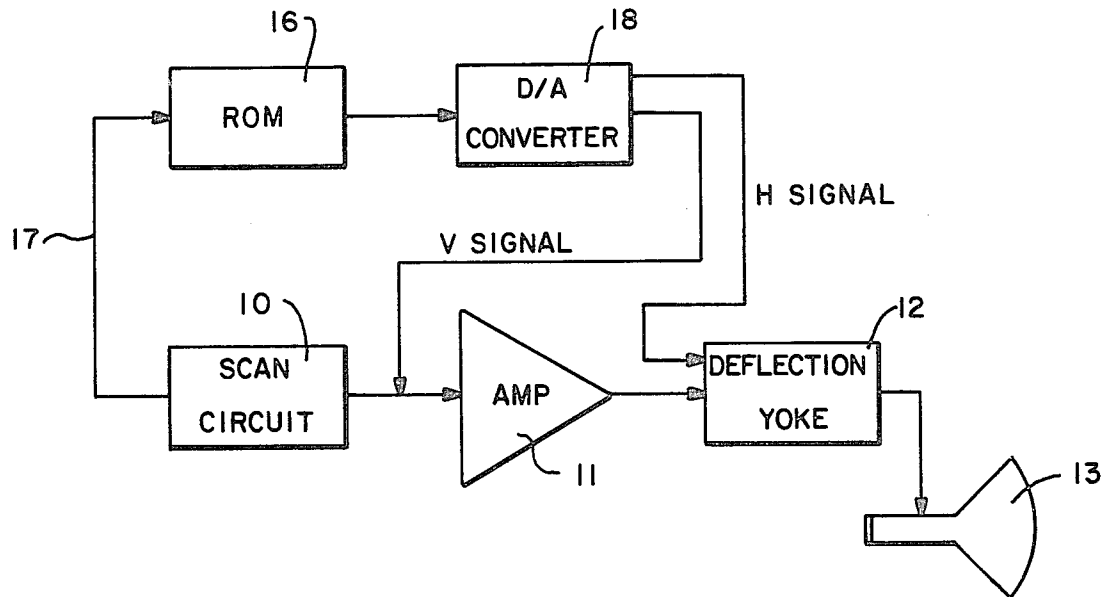 16
18
ROM
D/A
CONVERTER
H SIGNAL
17
V SIGNAL
10
12
SCAN
CIRCUIT
AMP
DEFLECTION
YOKE
11
13